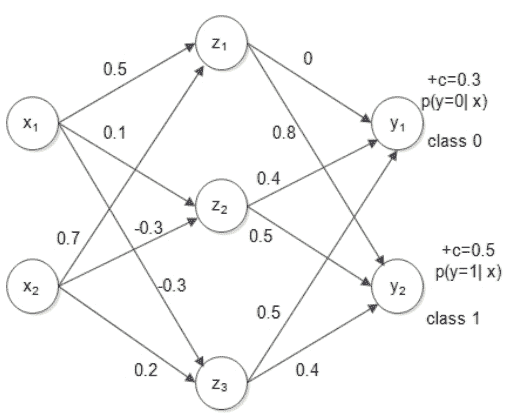 z₁
0
0.5
+c=0.3
p(y=0| x)
x₁
0.1
0.8
y₁
class 0
0.4
z₂
-0.3
0.7
0.5
+c=0.5
p(y=1| x)
x₂
-0.3
y₂
0.5
class 1
0.2
0.4
z₃